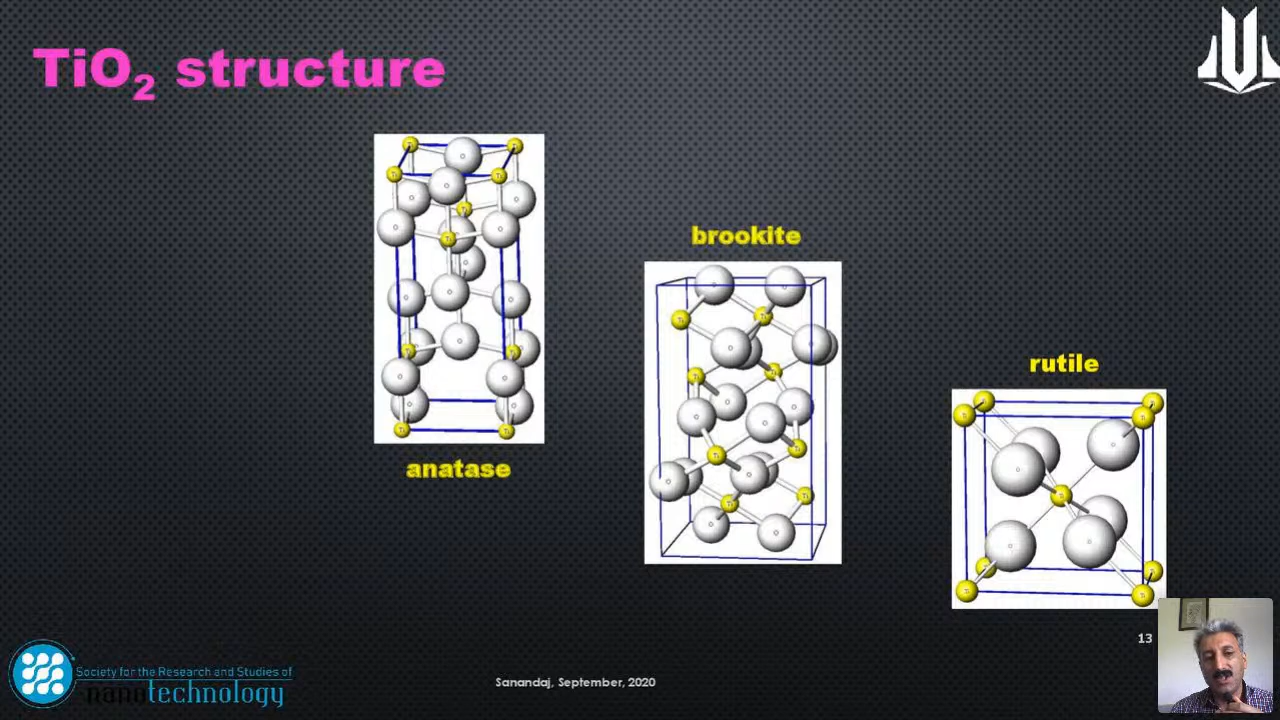 TiO₂ structure
brookite
rutile
anatase
13
Society for the Research and Studies of
nanotechnology
Sanandaj, September, 2020